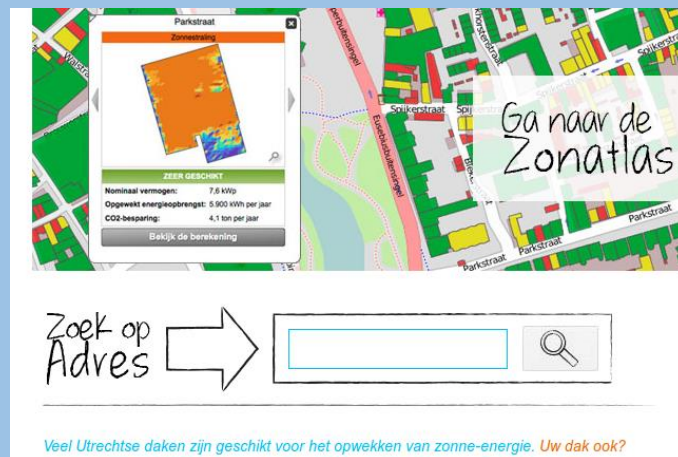 Parkstraat
Zonnestraling
ZEER GESCHIKT
Nominaal vermogen: 7,6 kWp
Opgewekt energieopbrengst: 5.900 kWh per jaar
CO2-besparing: 4,1 ton per jaar
Bekijk de berekening
Walstraat
Eusebiusbuitensingel
Spijkerstraat
Spijkerstraat
Parkstraat
Parkstraat
Parkstraat
Ga naar de
Zonatlas
Zoek op
Adres
Veel Utrechtse daken zijn geschikt voor het opwekken van zonne-energie. Uw dak ook?